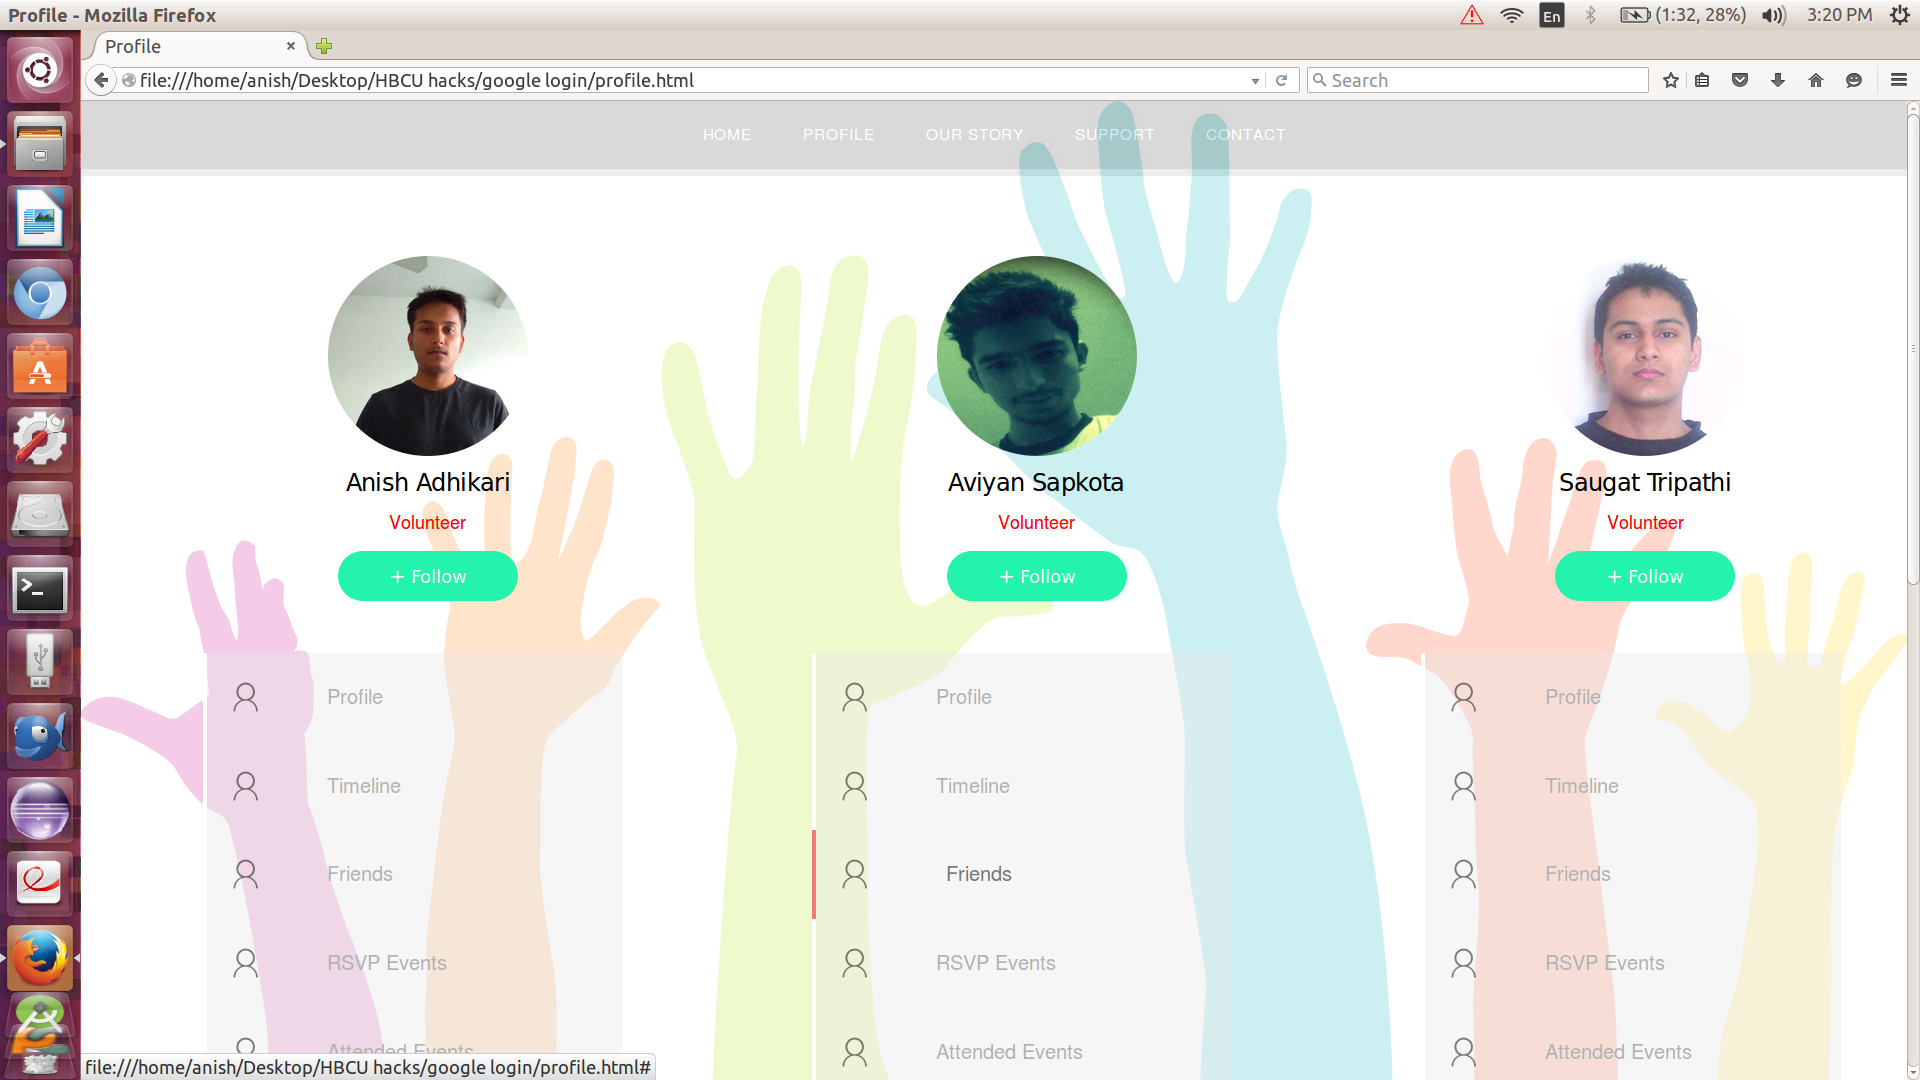 Profile - Mozilla Firefox
En
(1:32, 28%)
3:20 PM
Profile
file:///home/anish/Desktop/HBCU hacks/google login/profile.html
Search
HOME
PROFILE
OUR STORY
SUPPORT
CONTACT
Anish Adhikari
Aviyan Sapkota
Saugat Tripathi
Volunteer
Volunteer
Volunteer
+ Follow
+ Follow
+ Follow
Profile
Profile
Profile
Timeline
Timeline
Timeline
Friends
Friends
Friends
RSVP Events
RSVP Events
RSVP Events
Attended Events
Attended Events
Attended Events
file:///home/anish/Desktop/HBCU hacks/google login/profile.html#